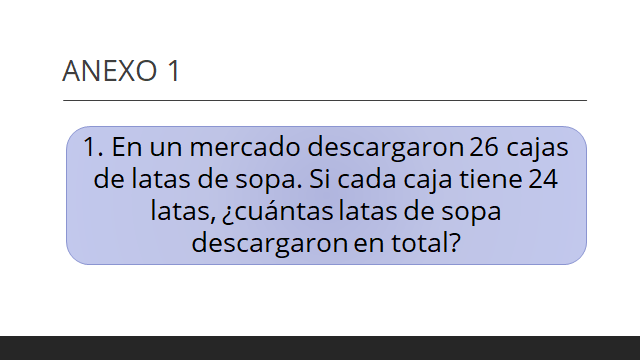 ANEXO 1
1. En un mercado descargaron 26 cajas
de latas de sopa. Si cada caja tiene 24
latas, ¿cuántas latas de sopa
descargaron en total?